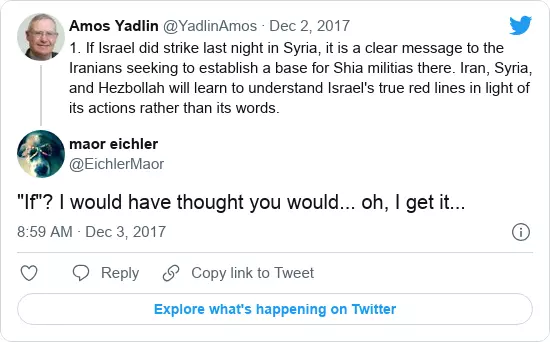 Amos Yadlin @YadlinAmos · Dec 2, 2017
1. If Israel did strike last night in Syria, it is a clear message to the
Iranians seeking to establish a base for Shia militias there. Iran, Syria,
and Hezbollah will learn to understand Israel's true red lines in light of
its actions rather than its words.
maor eichler
@EichlerMaor
"If"? I would have thought you would... oh, I get it...
8:59 AM · Dec 3, 2017
Reply
Copy link to Tweet
Explore what's happening on Twitter